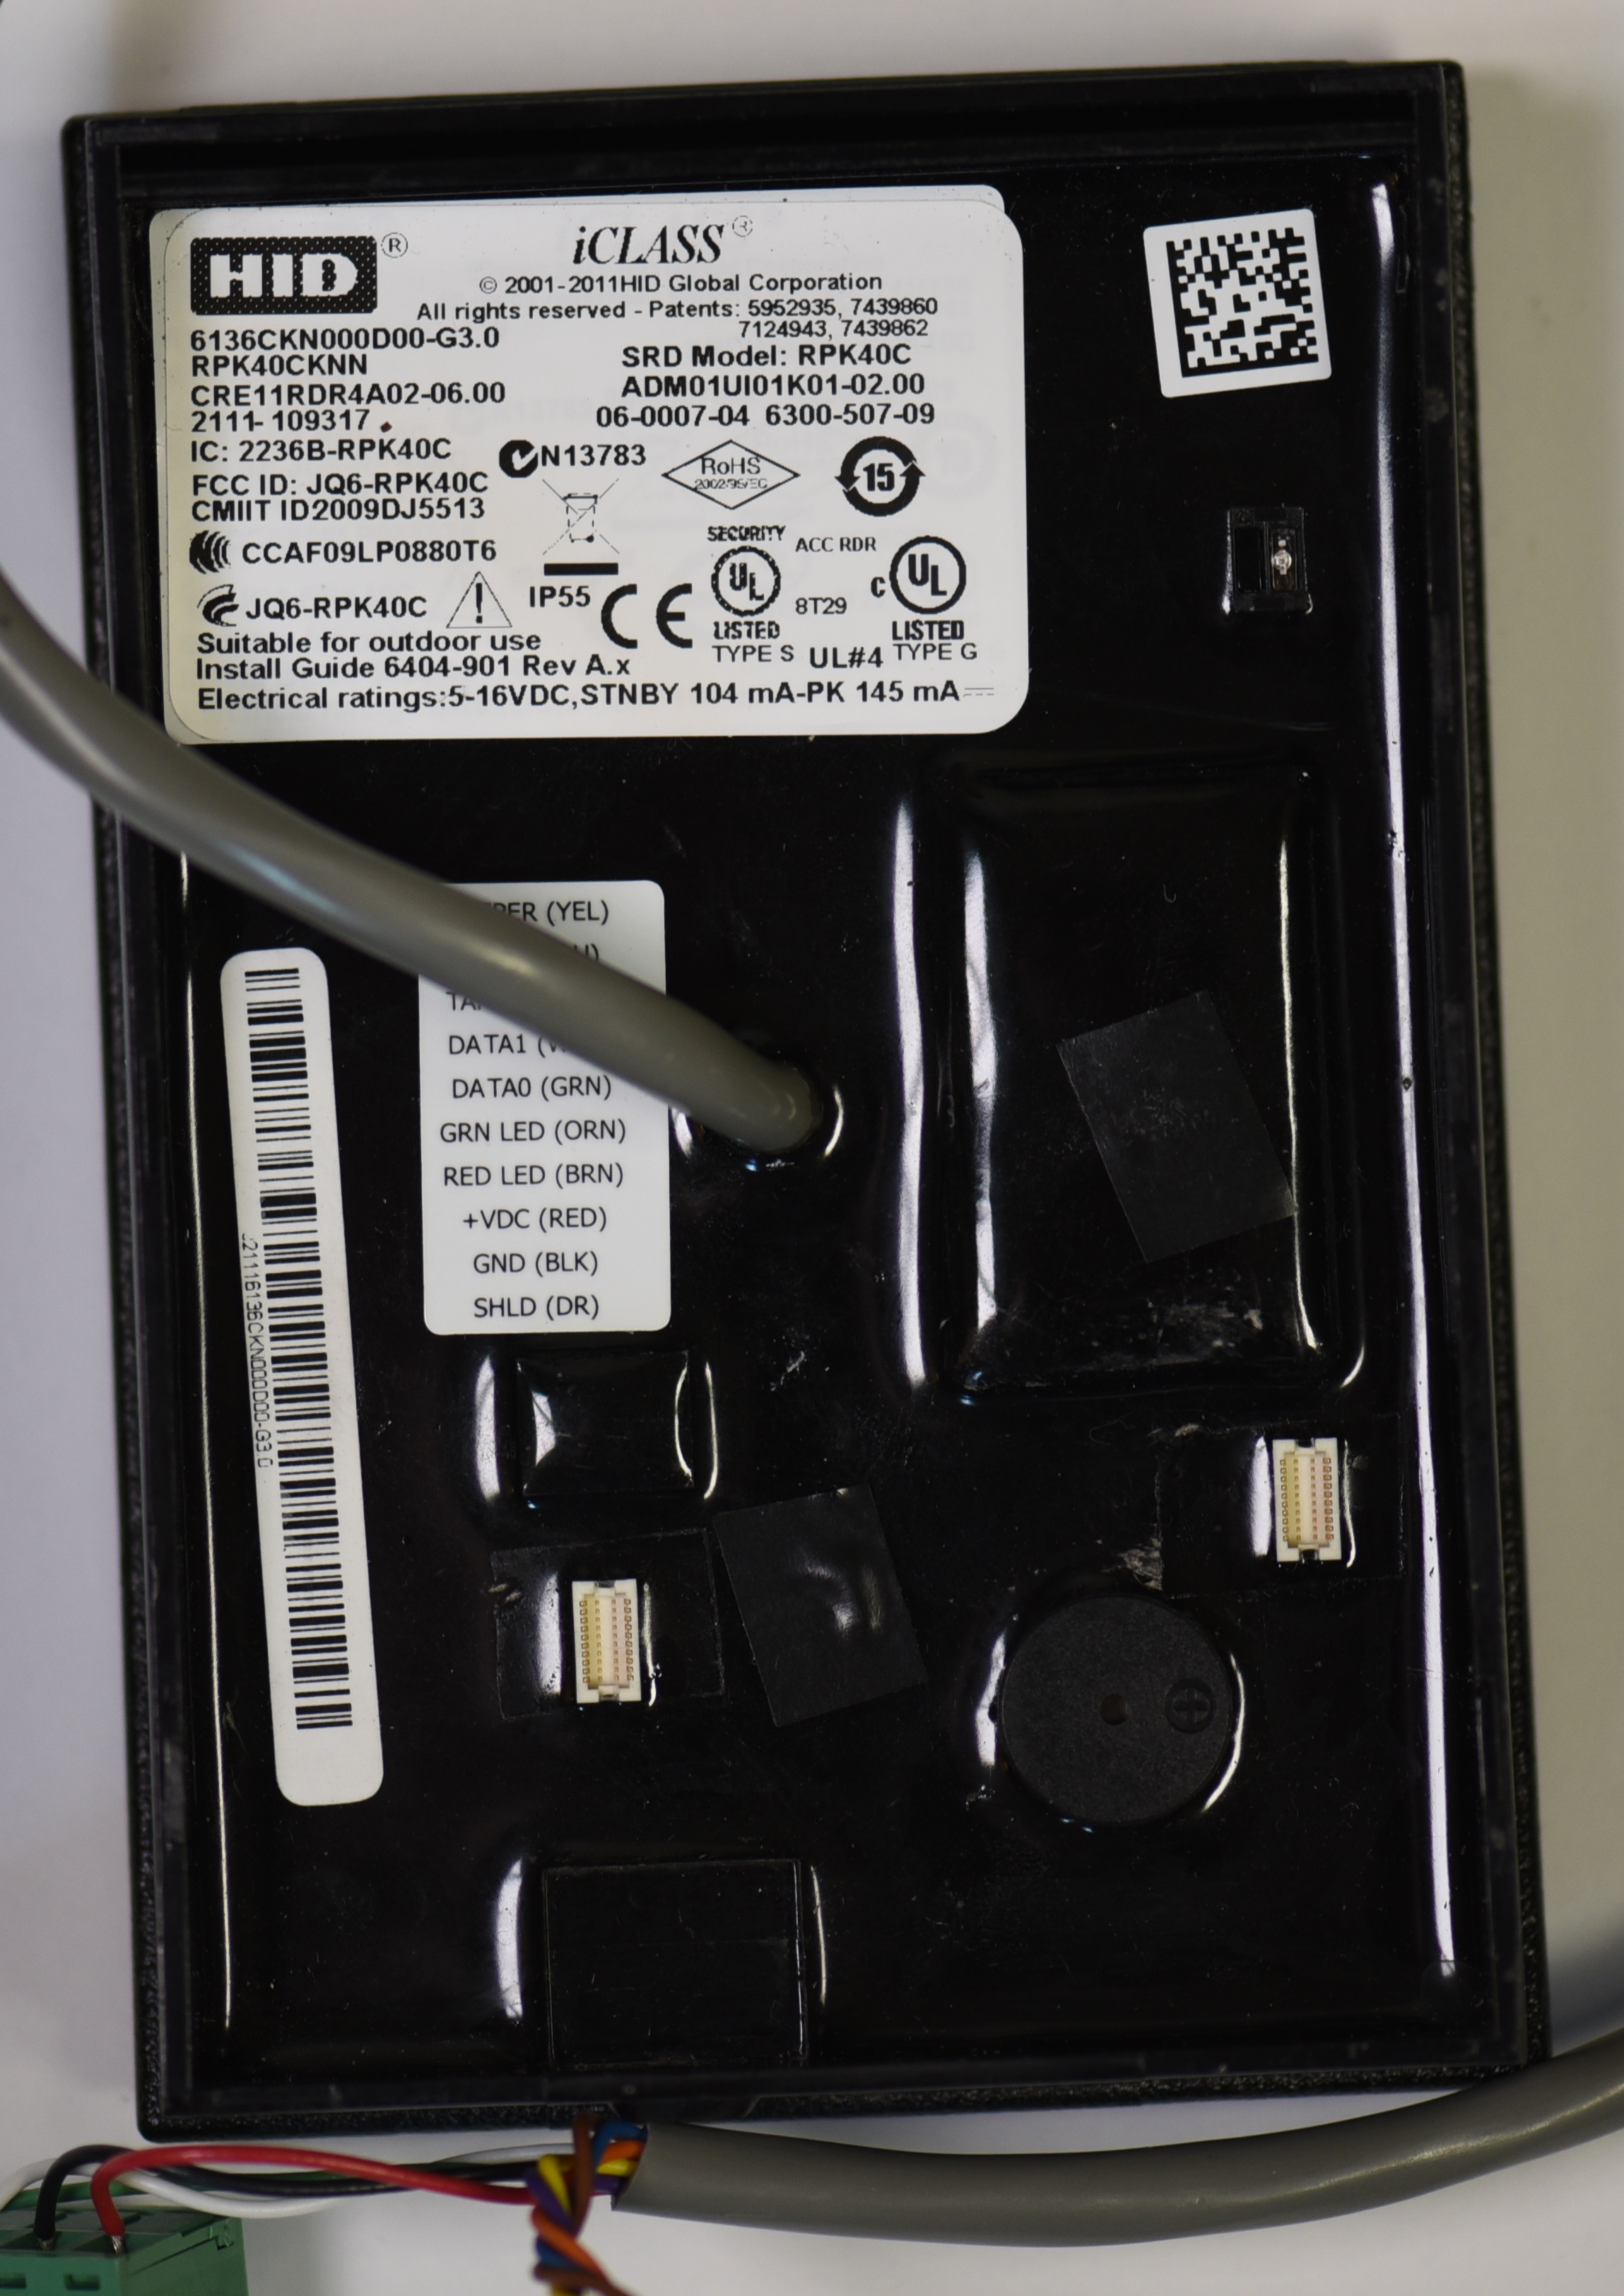 HID ®
iCLASS ®
© 2001-2011HID Global Corporation
All rights reserved - Patents: 5952935, 7439860
7124943, 7439862
6136CKN000D00-G3.0
RPK40CKNN
SRD Model: RPK40C
CRE11RDR4A02-06.00
ADM01UI01K01-02.00
2111- 109317
06-0007-04 6300-507-09
IC: 2236B-RPK40C
N13783
RoHS
2002/95/EC
15
FCC ID: JQ6-RPK40C
CMIIT ID2009DJ5513
CCAF09LP0880T6
SECURITY
ACC RDR
UL
C UL
8T29
JQ6-RPK40C
!
IP55
CE
LISTED
LISTED
TYPE S UL#4 TYPE G
Suitable for outdoor use
Install Guide 6404-901 Rev A.x
Electrical ratings:5-16VDC,STNBY 104 mA-PK 145 mA
(YEL)
DATA1
DATA0 (GRN)
GRN LED (ORN)
RED LED (BRN)
+VDC (RED)
GND (BLK)
SHLD (DR)
J21116136CKN000D00-G3.0
+